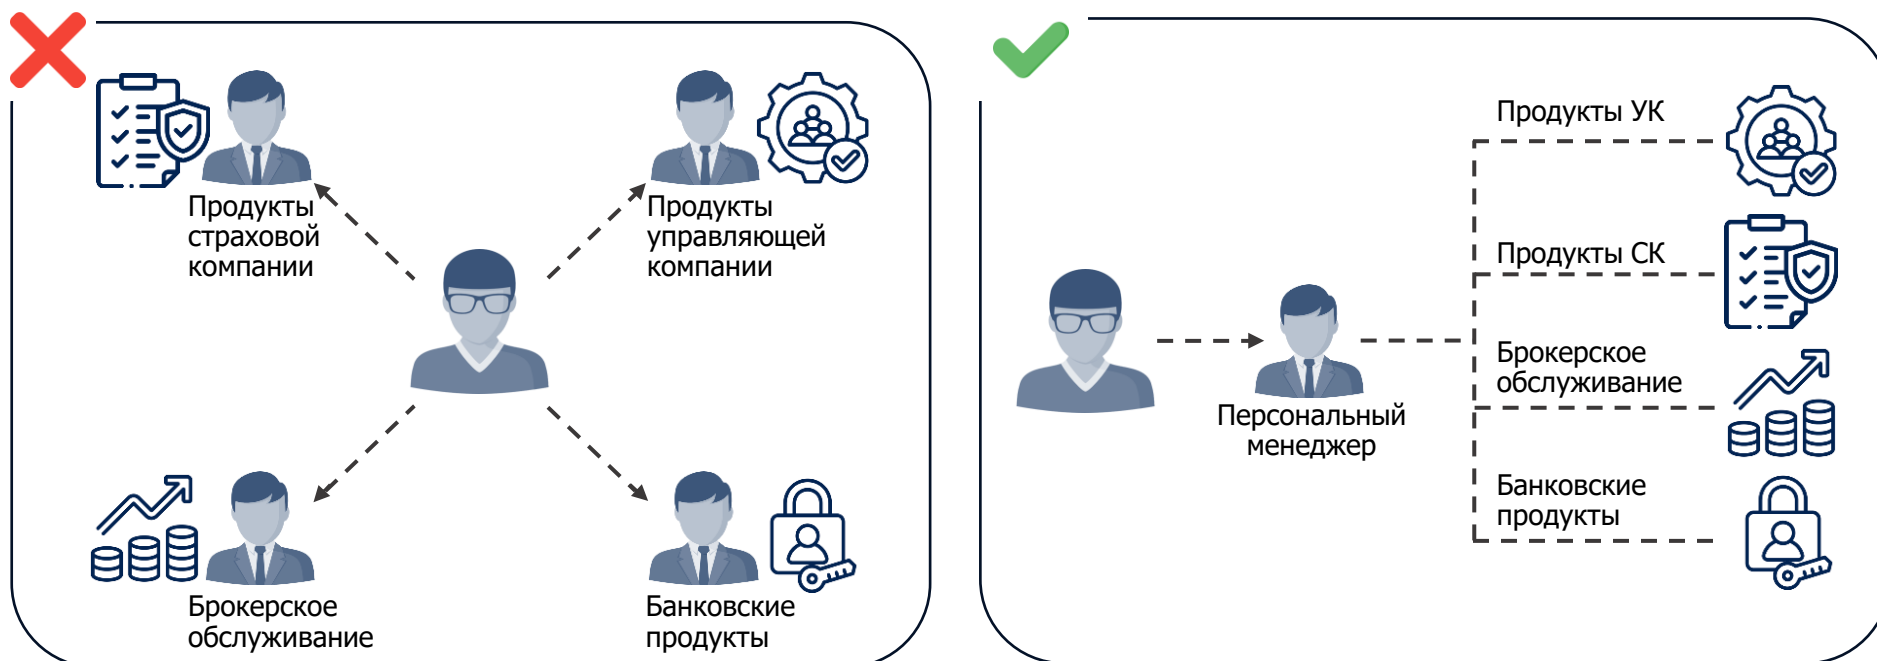 Продукты
страховой
компании
Продукты
управляющей
компании
Брокерское
обслуживание
Банковские
продукты
Персональный
менеджер
Продукты УК
Продукты СК
Брокерское
обслуживание
Банковские
продукты